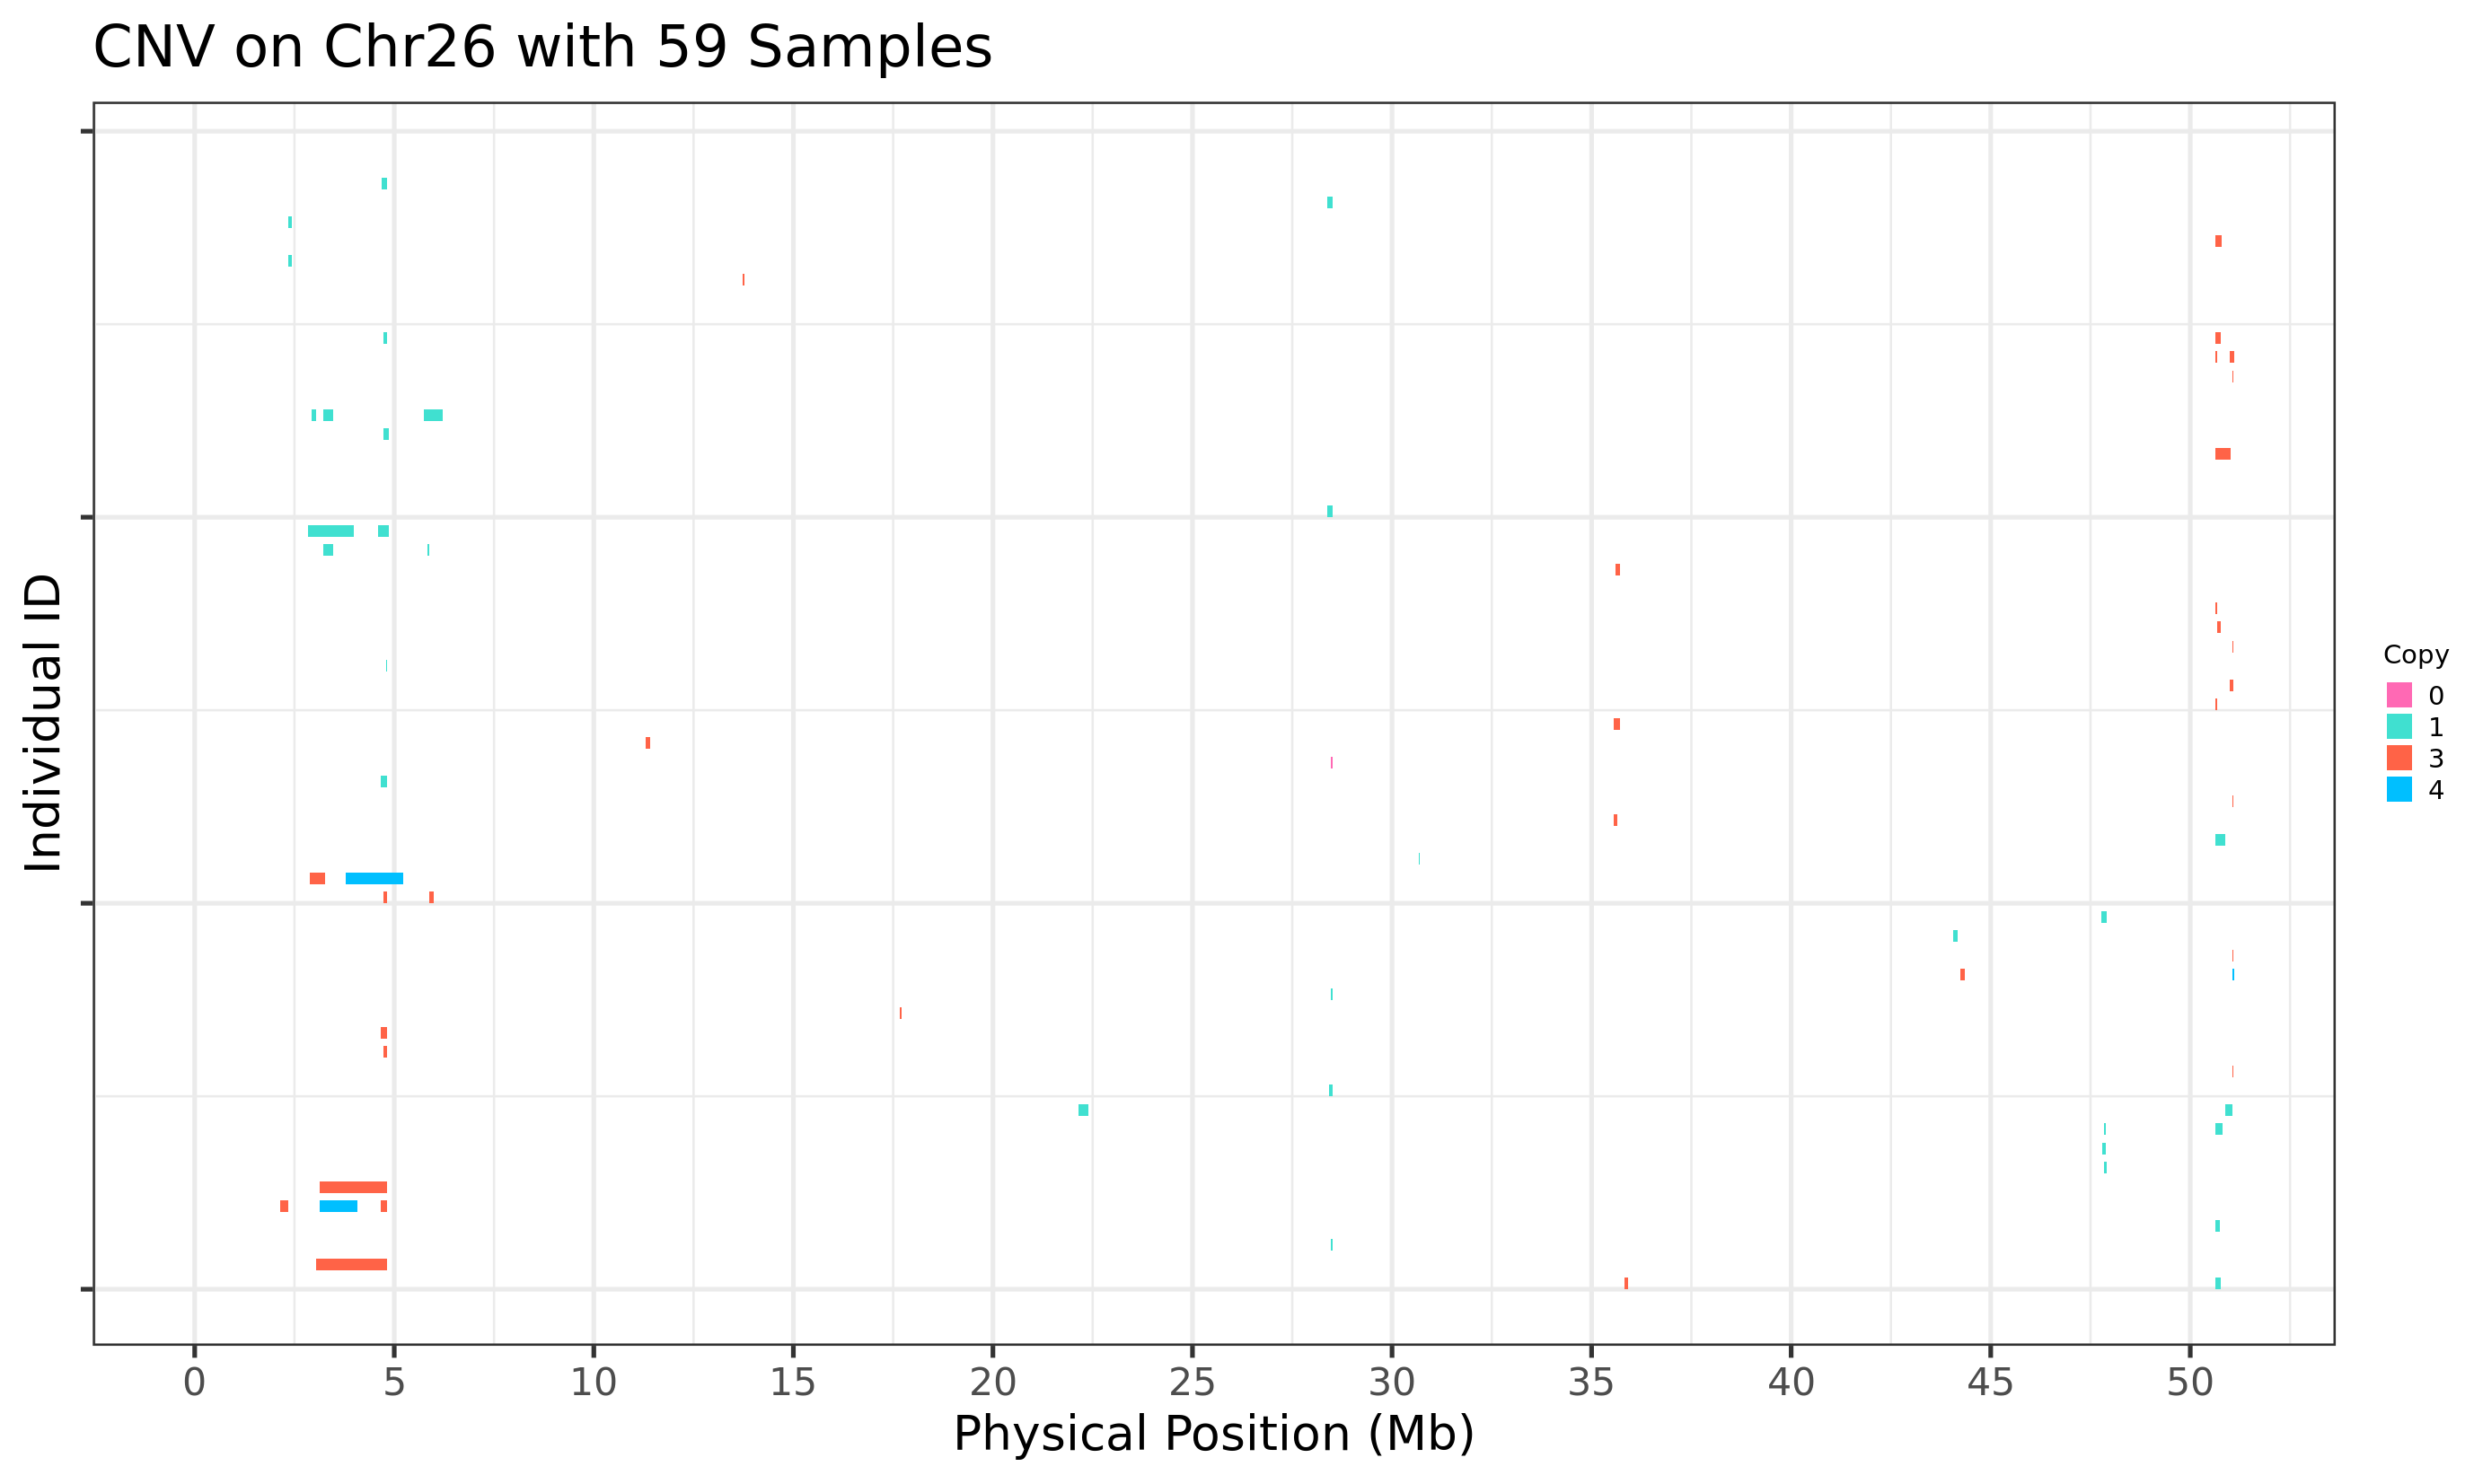 CNV on Chr26 with 59 Samples
Individual ID
Copy
0
1
3
4
0 5 10 15 20 25 30 35 40 45 50
Physical Position (Mb)